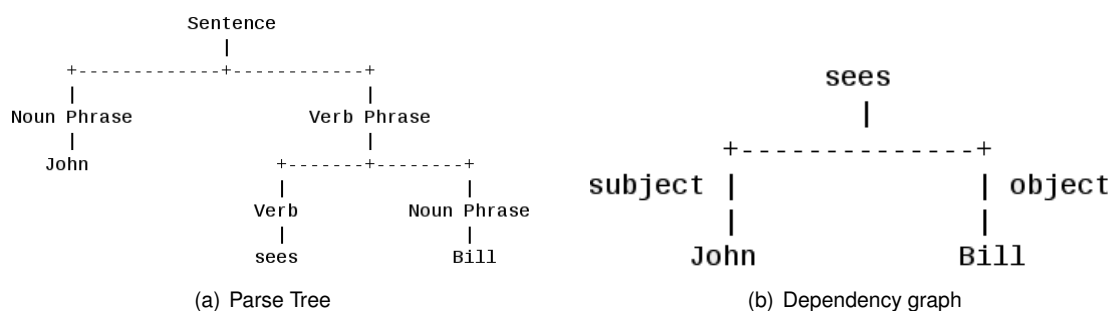 Sentence
|
+-------------+------------+
| |
Noun Phrase Verb Phrase
| |
John +-------+--------+
| |
Verb Noun Phrase
| |
sees Bill
(a) Parse Tree
sees
|
+--------------+
subject | | object
| |
John Bill
(b) Dependency graph